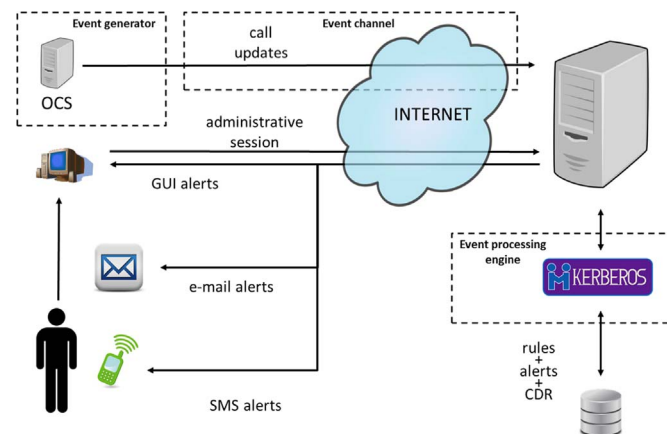 Event generator
Event channel
OCS
call
updates
INTERNET
administrative
session
GUI alerts
Event processing
engine
KERBEROS
e-mail alerts
rules
+
alerts
+
CDR
SMS alerts